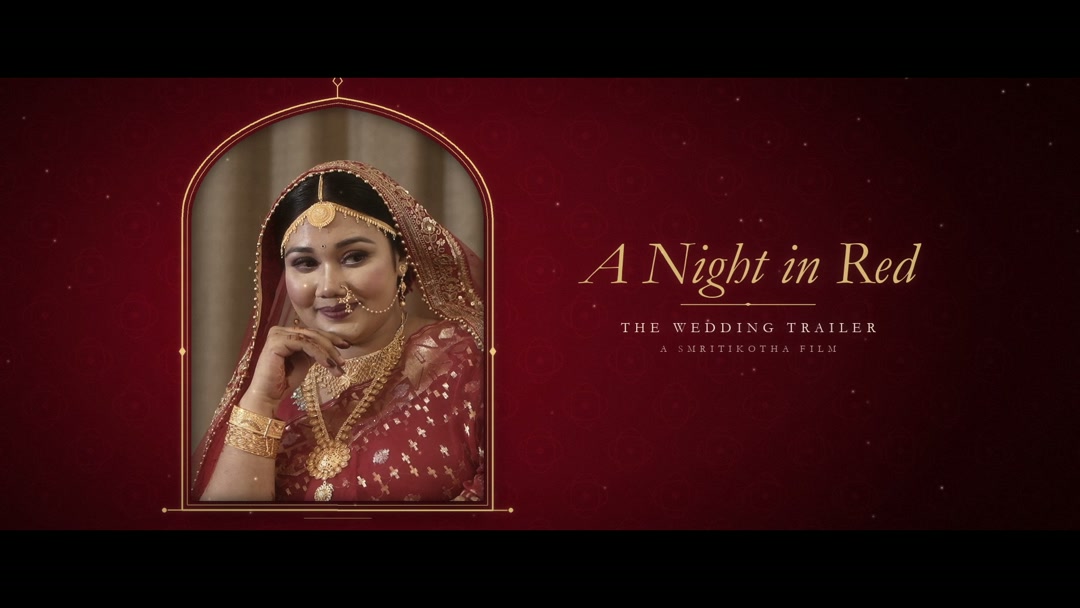 A Night in Red
THE WEDDING TRAILER
A SMRITIKOTHA FILM